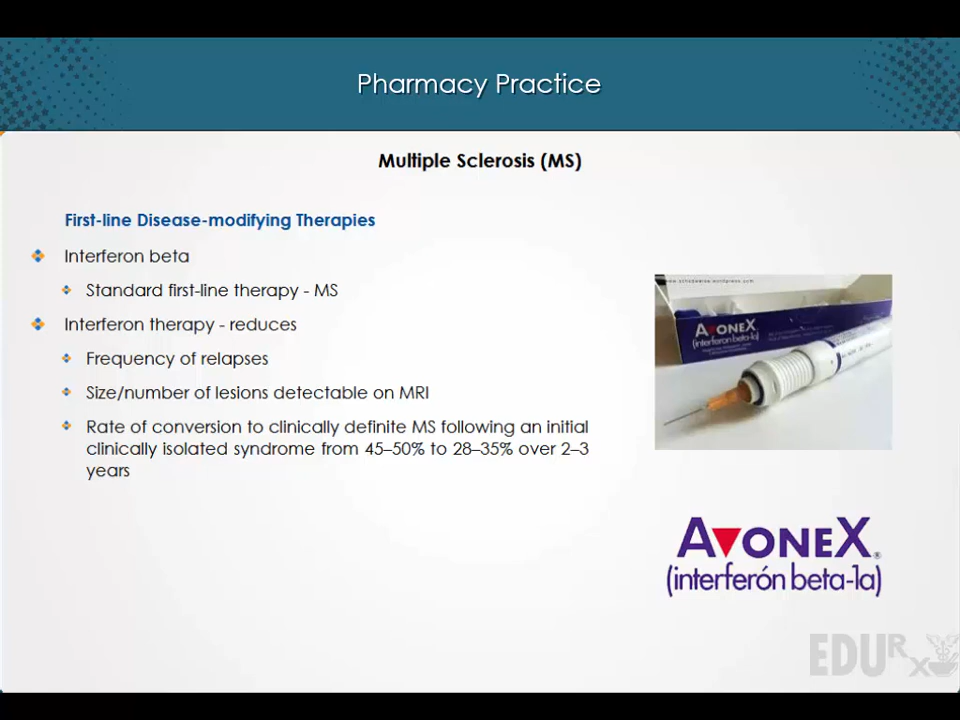 Pharmacy Practice
Multiple Sclerosis (MS)
First-line Disease-modifying Therapies
Interferon beta
Standard first-line therapy - MS
Interferon therapy - reduces
Frequency of relapses
Size/number of lesions detectable on MRI
Rate of conversion to clinically definite MS following an initial
clinically isolated syndrome from 45–50% to 28–35% over 2–3
years
AVONEX
(interferon beta-1a)
AVONEX®
(interferón beta-1a)
EDURx